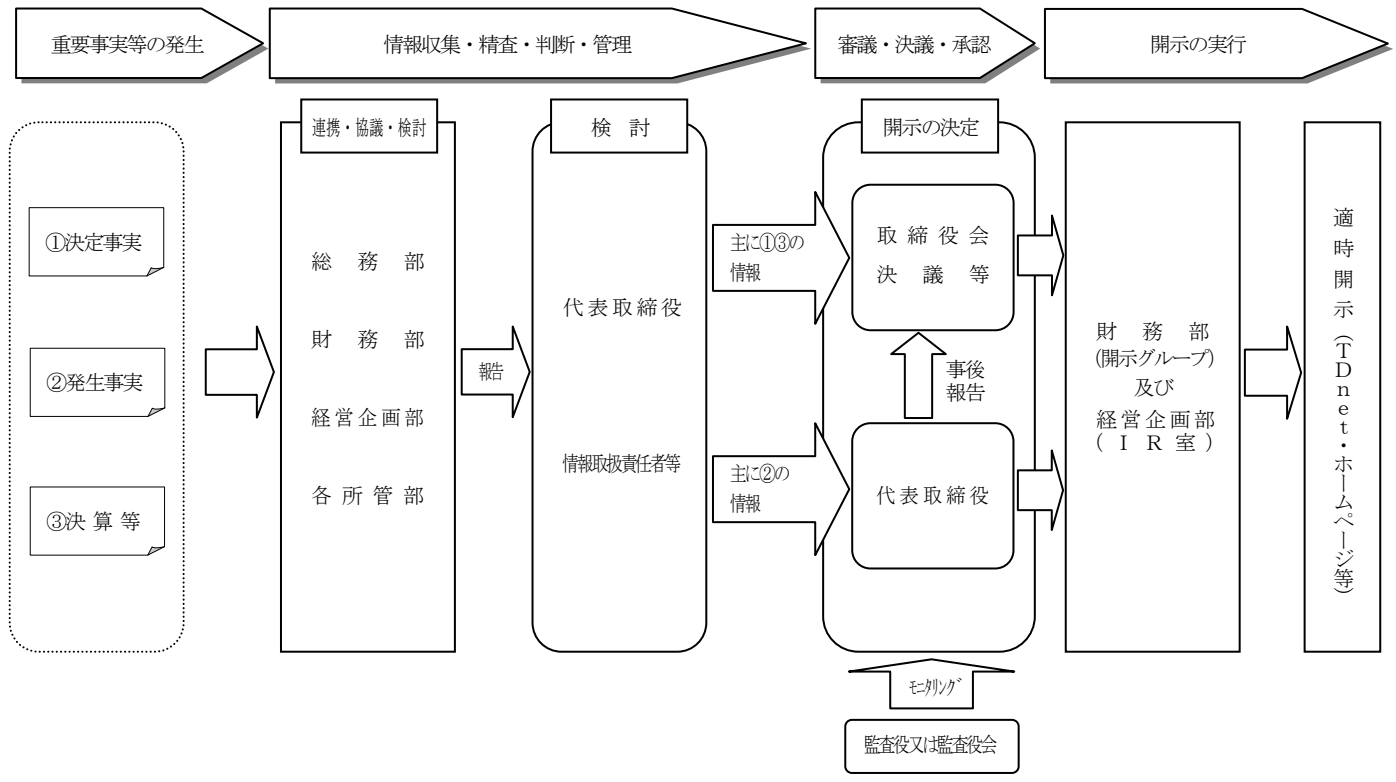 重要事実等の発生
情報収集・精査・判断・管理
審議・決議・承認
開示の実行
①決定事実
②発生事実
③決 算 等
連携・協議・検討
総 務 部
財 務 部
経営企画部
各 所 管 部
報告
検 討
代表取締役
情報取扱責任者等
主に①③の
情報
主に②の
情報
開示の決定
取 締 役 会
決 議 等
事後
報告
代表取締役
モニタリング
監査役又は監査役会
財 務 部
(開示グループ)
及び
経営企画部
( I R 室 )
適時開示(TDnet・ホームページ等)